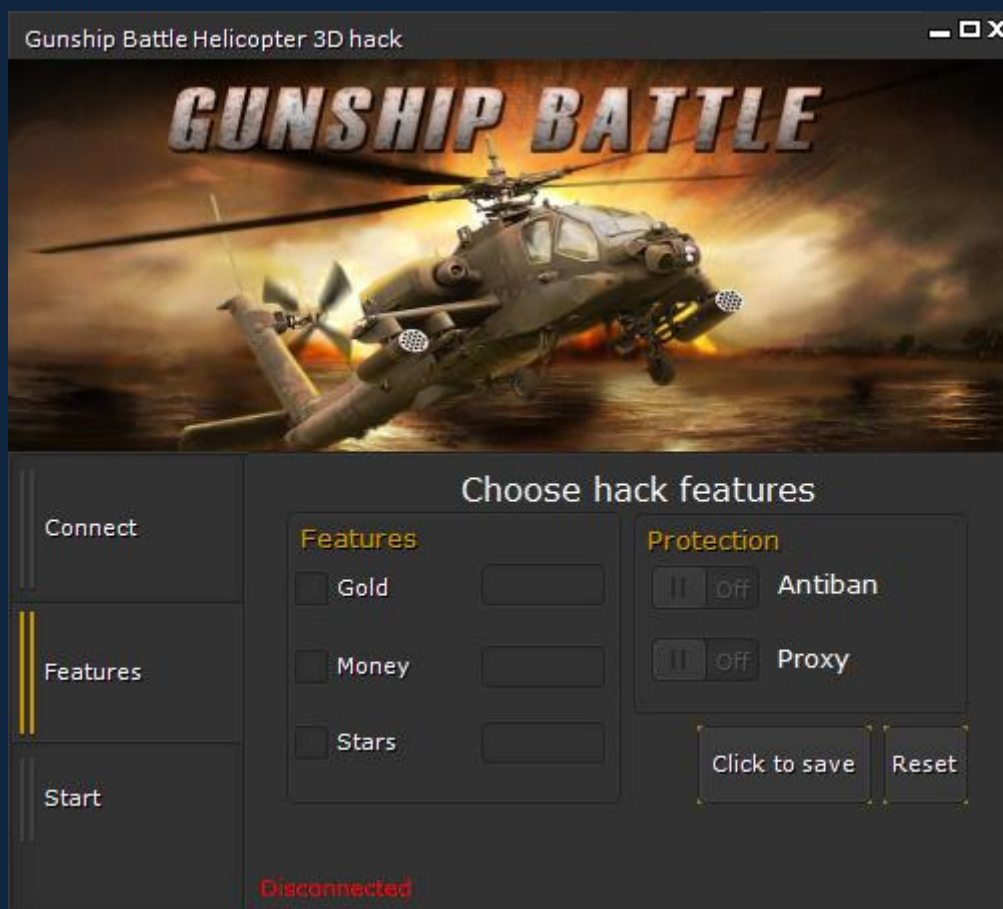 Gunship Battle Helicopter 3D hack
GUNSHIP BATTLE
Connect
Features
Start
Choose hack features
Features
Gold
Money
Stars
Protection
Off Antiban
Off Proxy
Click to save Reset
Disconnected